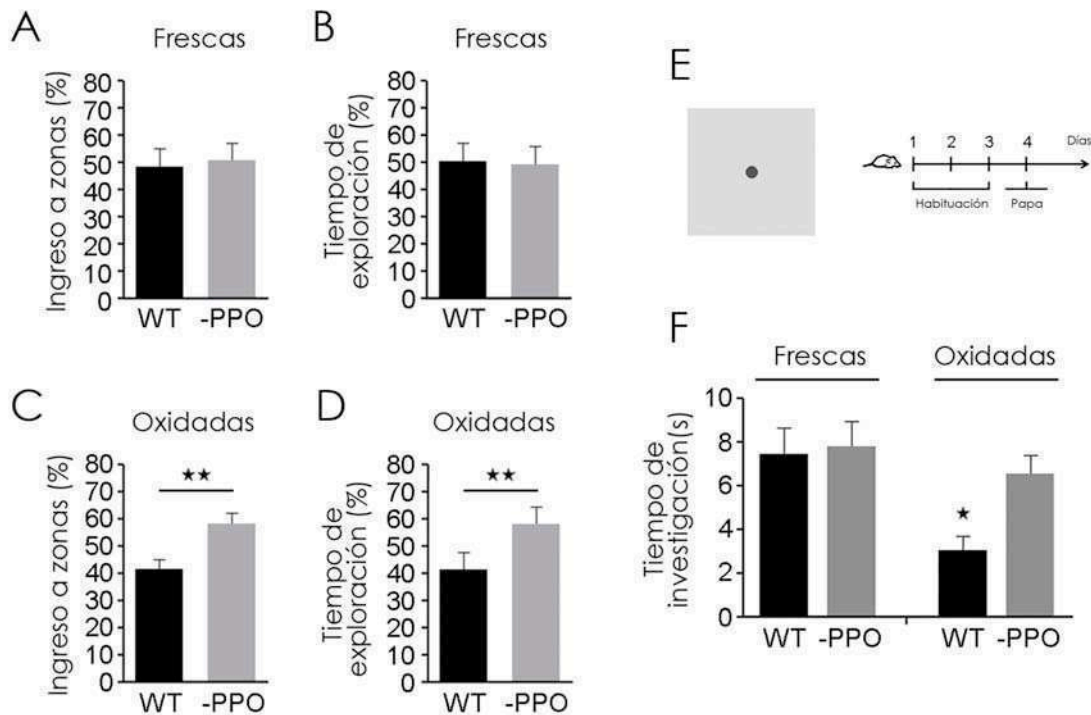 A
Frescas
Ingreso a zonas (%)
80
70
60
50
40
30
20
10
0
WT -PPO
B
Frescas
Tiempo de
exploración (%)
80
70
60
50
40
30
20
10
0
WT -PPO
C
Oxidadas
Ingreso a zonas (%)
80
70
60
50
40
30
20
10
0
★★
WT -PPO
D
Oxidadas
Tiempo de
exploración (%)
80
70
60
50
40
30
20
10
0
★★
WT -PPO
E
1 2 3 4 Días
Habituación Papa
F
Frescas Oxidadas
Tiempo de
investigación(s)
10
8
6
4
2
0
★
WT -PPO WT -PPO